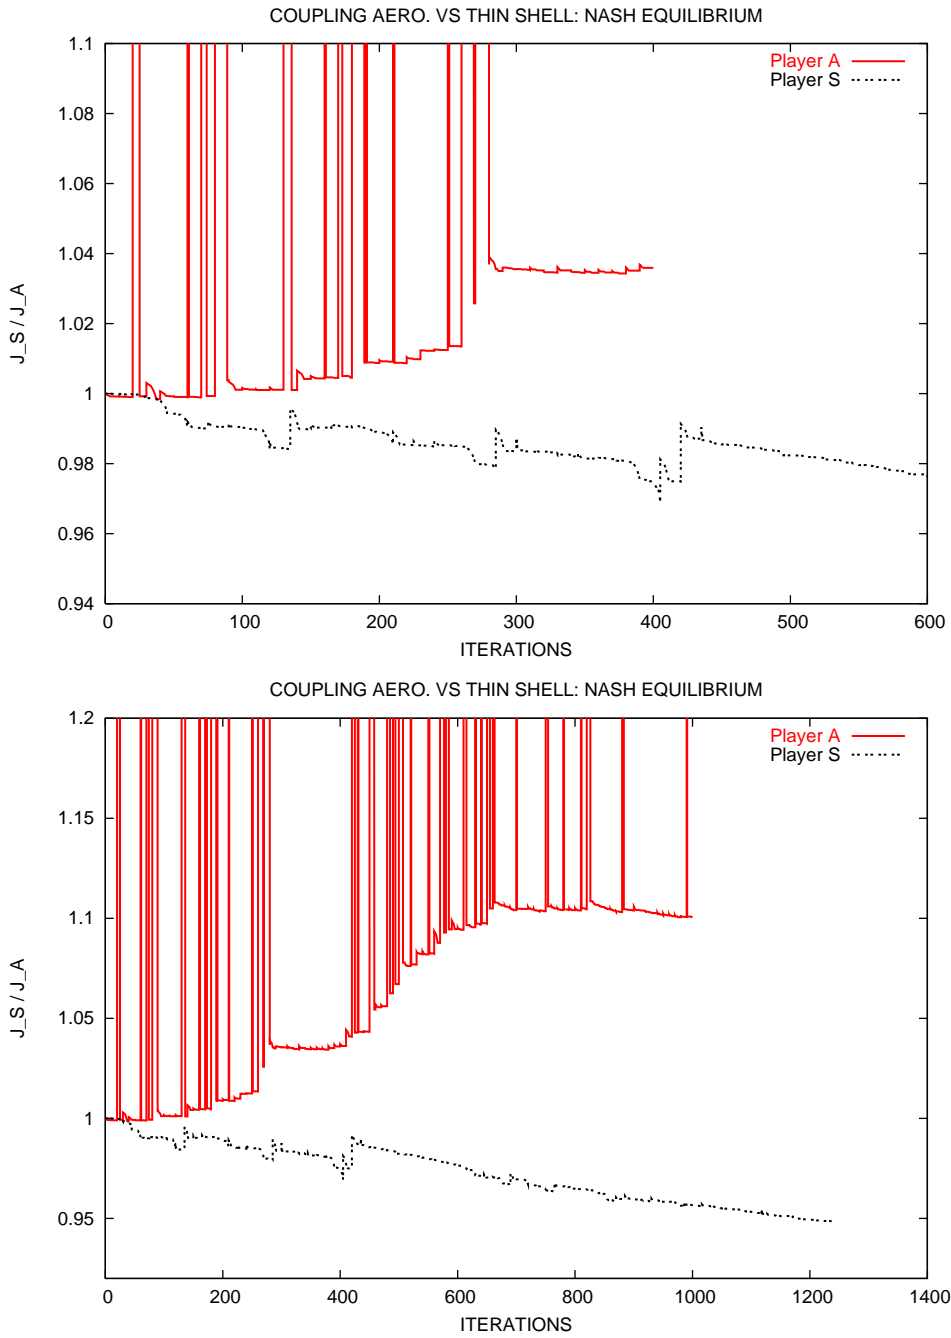 COUPLING AERO. VS THIN SHELL: NASH EQUILIBRIUM
1.1
Player A
Player S
1.08
1.06
1.04
1.02
1
0.98
0.96
0.94
J_S / J_A
0 100 200 300 400 500 600
ITERATIONS
COUPLING AERO. VS THIN SHELL: NASH EQUILIBRIUM
1.2
Player A
Player S
1.15
1.10
1.05
1
0.95
J_S / J_A
0 200 400 600 800 1000 1200 1400
ITERATIONS